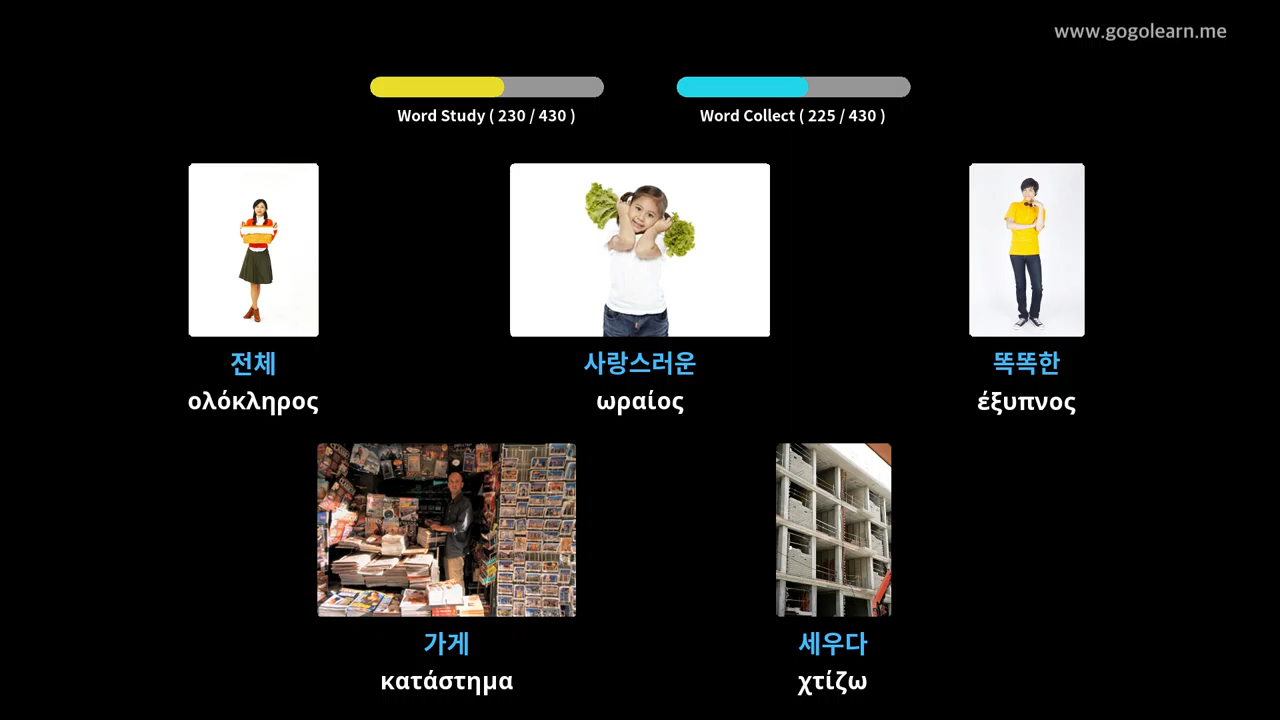 www.gogolearn.me
Word Study ( 230 / 430 )
Word Collect ( 225 / 430 )
전체
ολόκληρος
사랑스러운
ωραίος
똑똑한
έξυπνος
가게
κατάστημα
세우다
χτίζω